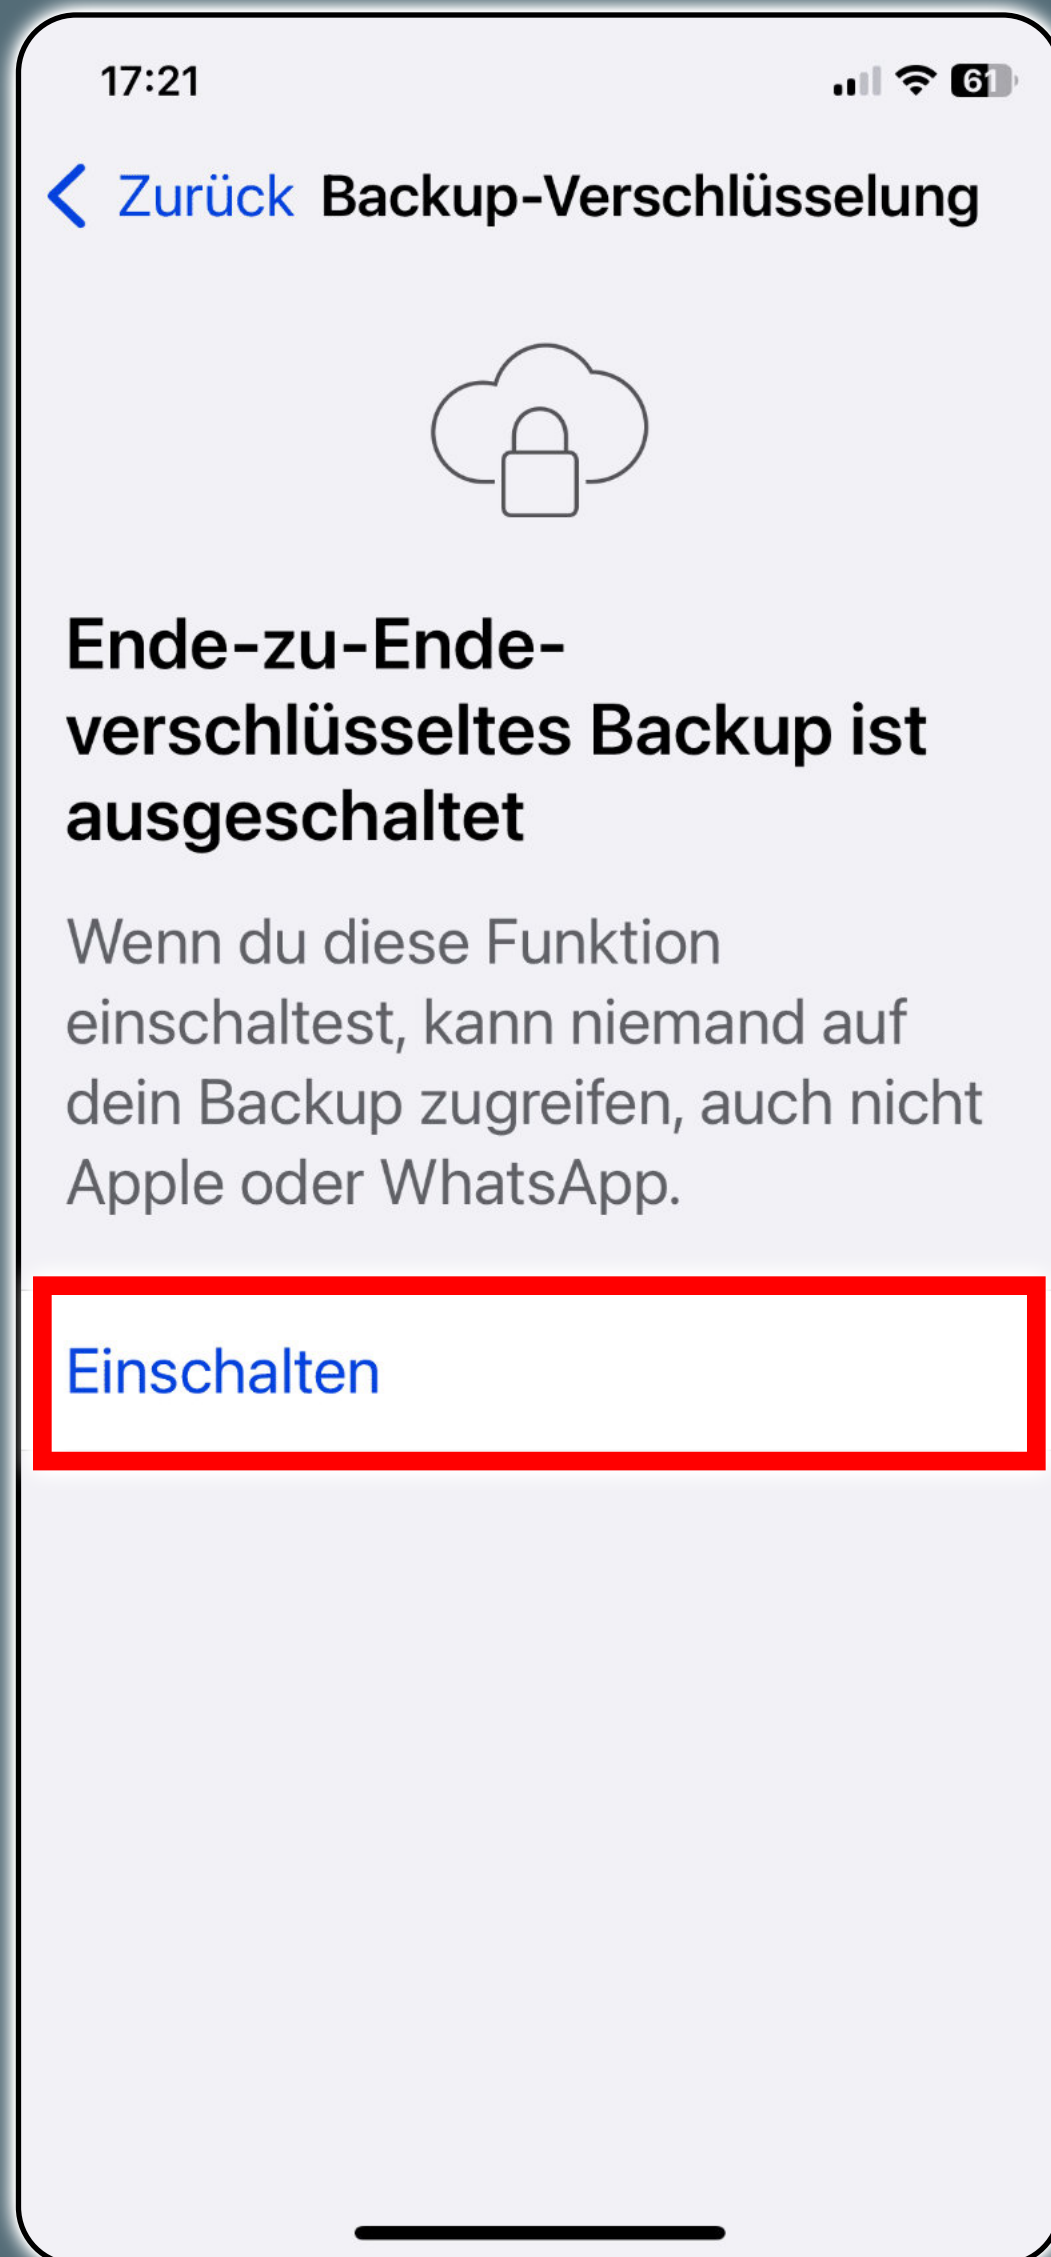 17:21 61
Zurück Backup-Verschlüsselung
Ende-zu-Ende-
verschlüsseltes Backup ist
ausgeschaltet
Wenn du diese Funktion
einschaltest, kann niemand auf
dein Backup zugreifen, auch nicht
Apple oder WhatsApp.
Einschalten